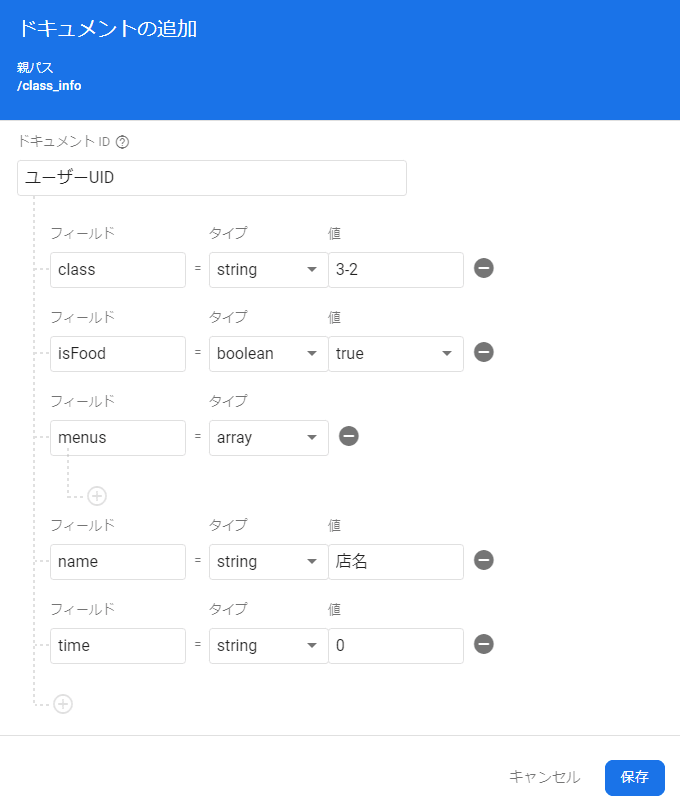 ドキュメントの追加
親パス
/class_info
ドキュメント ID ?
ユーザーUID
フィールド タイプ 値
class = string 3-2
フィールド タイプ 値
isFood = boolean true
フィールド タイプ
menus = array
フィールド タイプ 値
name = string 店名
フィールド タイプ 値
time = string 0
キャンセル 保存